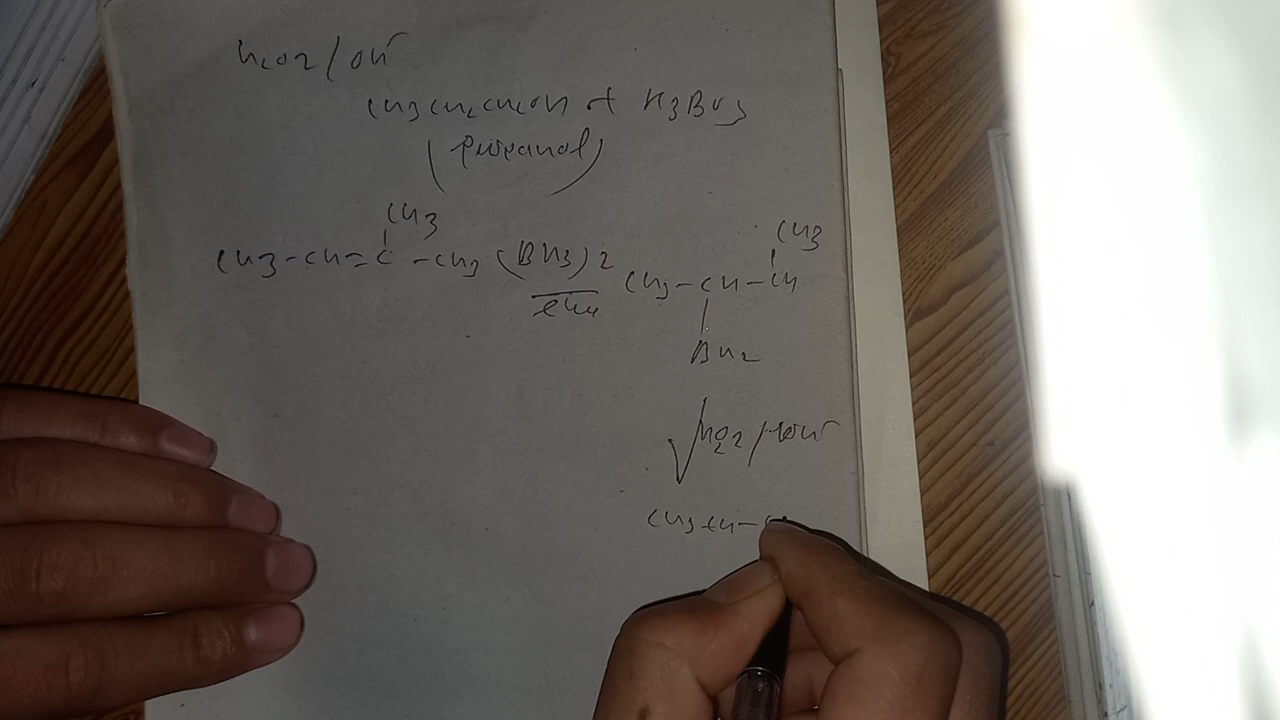 H2O2/OH-
CH3CH2CH2OH + H3BO3
(propanol)
CH3
CH3-CH=C-CH3 (BH3)2
ether
CH3
CH3-CH-CH
BH2
H2O2/OH-
CH3-CH-